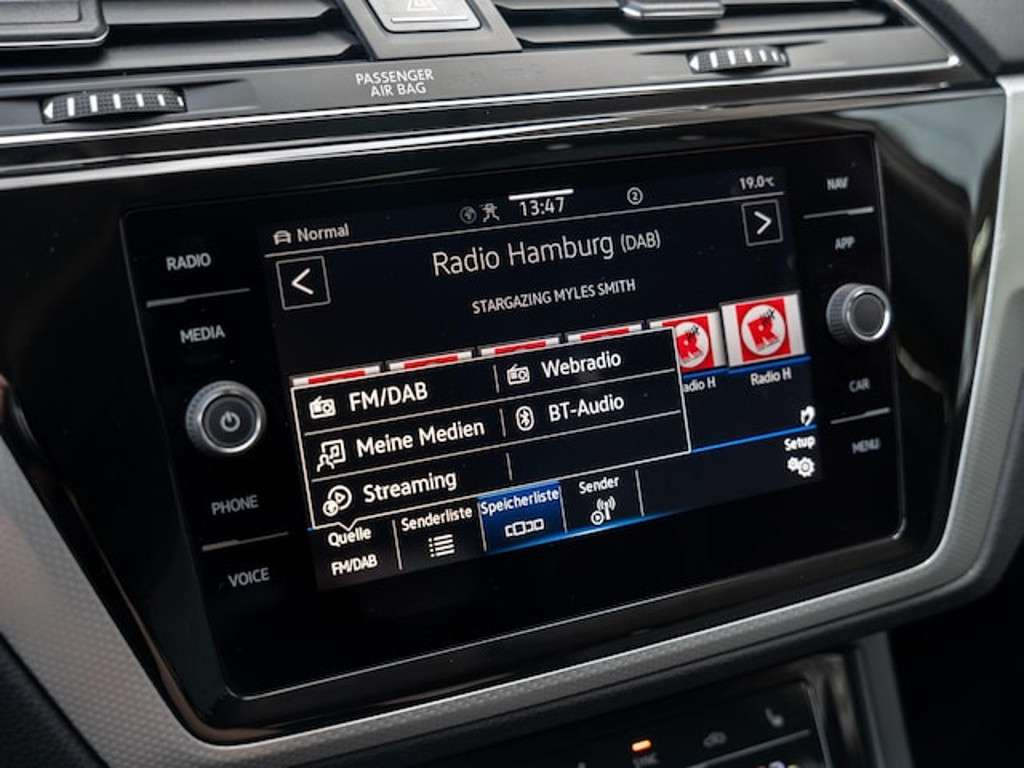 PASSENGER
AIR BAG
RADIO
MEDIA
PHONE
VOICE
NAV
APP
CAR
MENU
Normal
13:47
2
19.0°C
<
Radio Hamburg (DAB)
>
STARGAZING MYLES SMITH
R
R
adio H
Radio H
FM/DAB
Webradio
Meine Medien
BT-Audio
Streaming
Setup
Quelle
FM/DAB
Senderliste
Speicherliste
Sender
SYNC